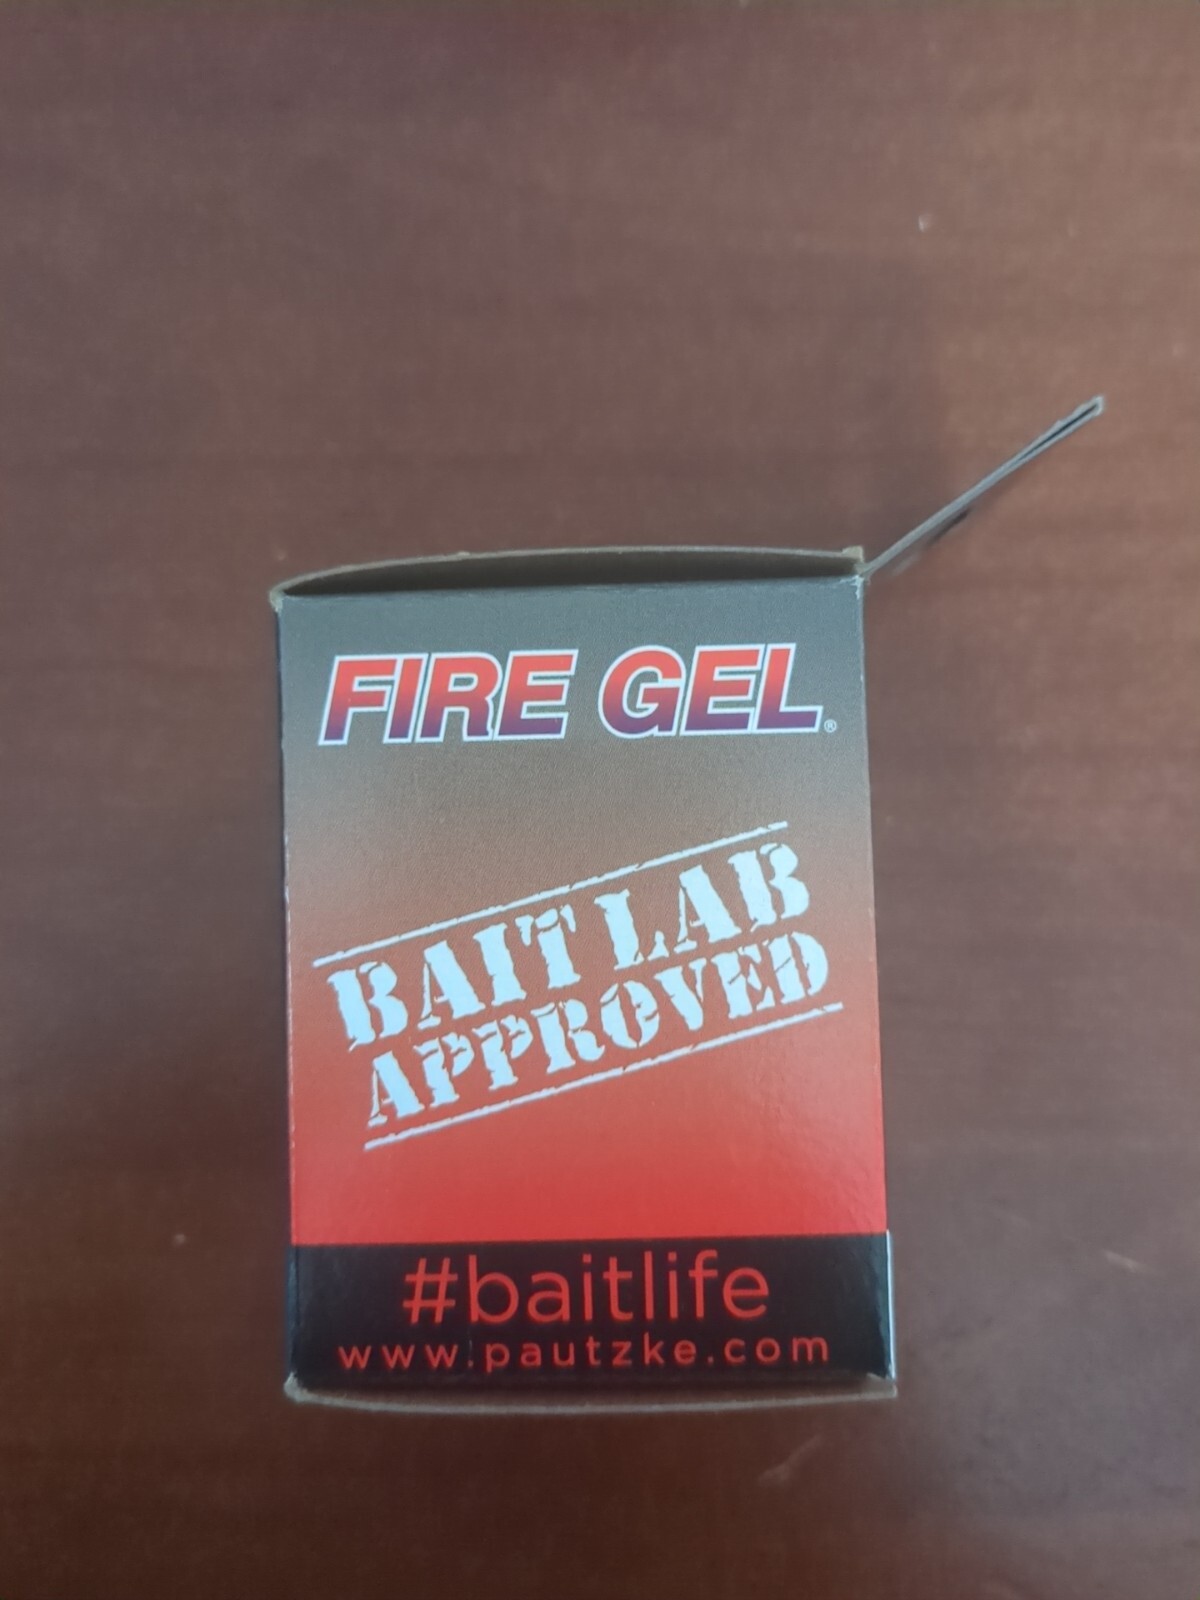 FIRE GEL®
BAIT LAB
APPROVED
#baitlife
www.pautzke.com